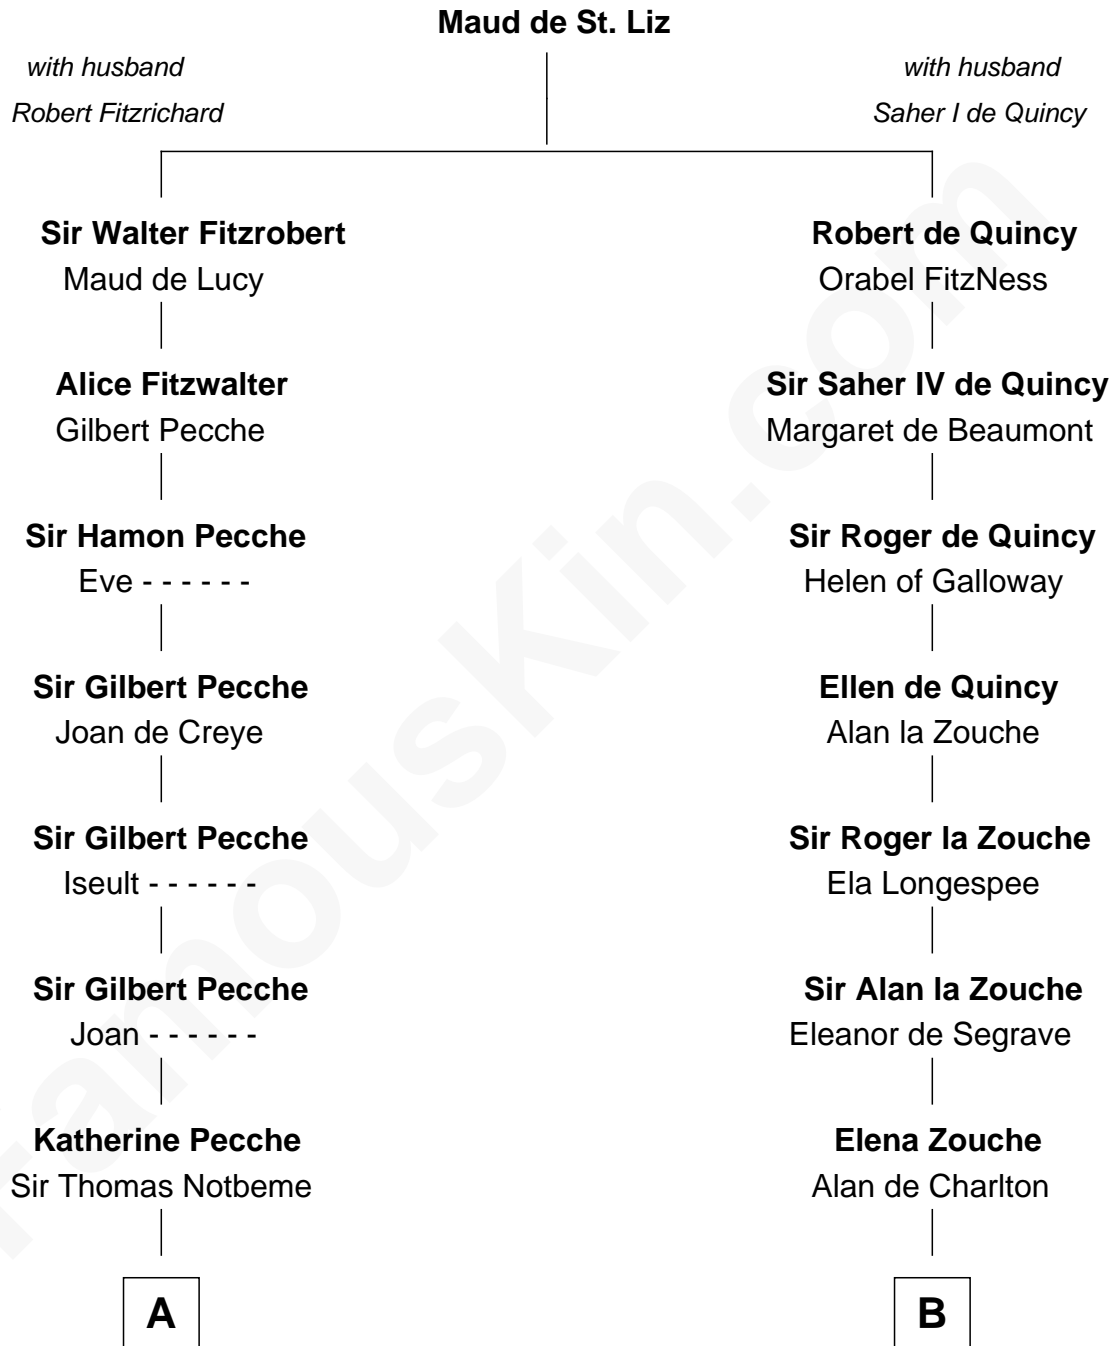 Maud de St. Liz
with husband
Robert Fitzrichard
with husband
Saher I de Quincy
Sir Walter Fitzrobert
Maud de Lucy
Robert de Quincy
Orabel FitzNess
Alice Fitzwalter
Gilbert Pecche
Sir Saher IV de Quincy
Margaret de Beaumont
Sir Hamon Pecche
Eve - - - - - -
Sir Roger de Quincy
Helen of Galloway
Sir Gilbert Pecche
Joan de Creye
Ellen de Quincy
Alan la Zouche
Sir Gilbert Pecche
Iseult - - - - - -
Sir Roger la Zouche
Ela Longespee
Sir Gilbert Pecche
Joan - - - - - -
Sir Alan la Zouche
Eleanor de Segrave
Katherine Pecche
Sir Thomas Notbeme
Elena Zouche
Alan de Charlton
A
B
FamousKin.com